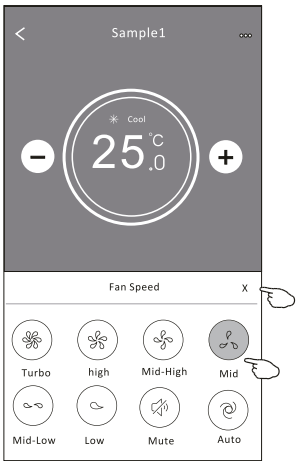 Sample1
Cool
25.0°C
Fan Speed X
Turbo high Mid-High Mid
Mid-Low Low Mute Auto